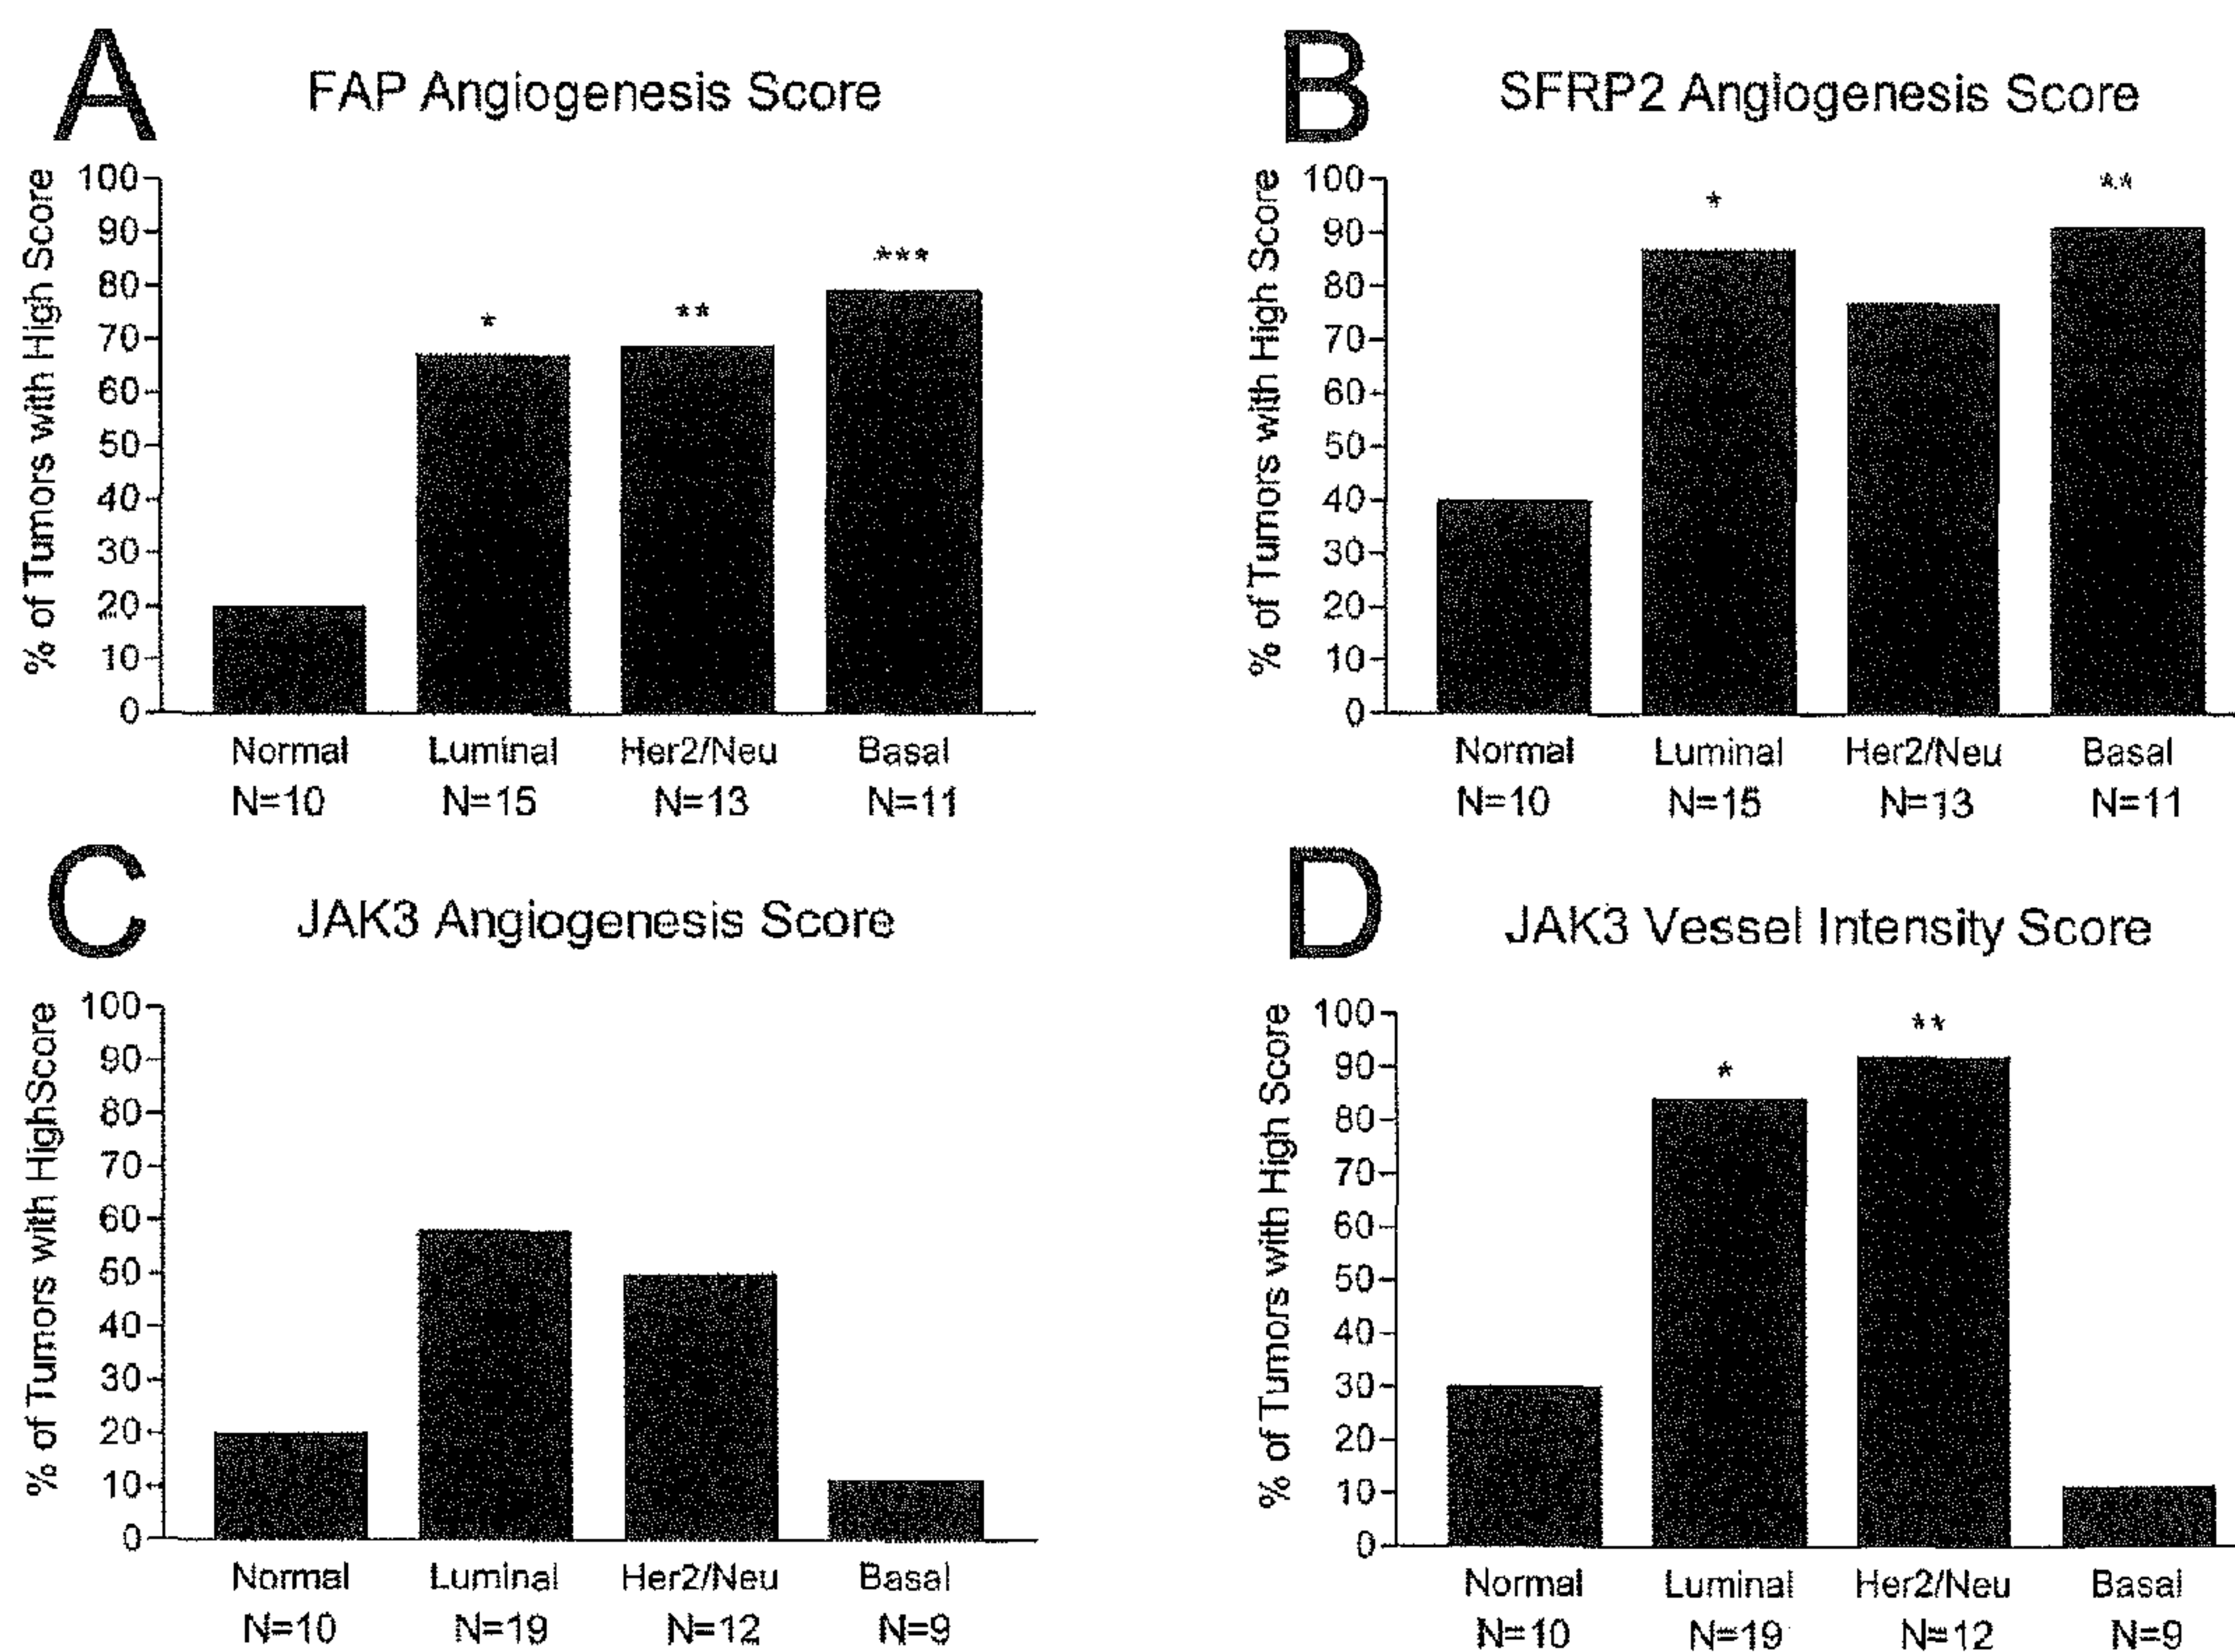 A
FAP Angiogenesis Score
% of Tumors with High Score
100
90
80
70
60
50
40
30
20
10
0
*
**
***
Normal Luminal Her2/Neu Basal
N=10 N=15 N=13 N=11
B
SFRP2 Angiogenesis Score
% of Tumors with High Score
100
90
80
70
60
50
40
30
20
10
0
*
**
Normal Luminal Her2/Neu Basal
N=10 N=15 N=13 N=11
C
JAK3 Angiogenesis Score
% of Tumors with HighScore
100
90
80
70
60
50
40
30
20
10
0
Normal Luminal Her2/Neu Basal
N=10 N=19 N=12 N=9
D
JAK3 Vessel Intensity Score
% of Tumors with High Score
100
90
80
70
60
50
40
30
20
10
0
*
**
Normal Luminal Her2/Neu Basal
N=10 N=19 N=12 N=9